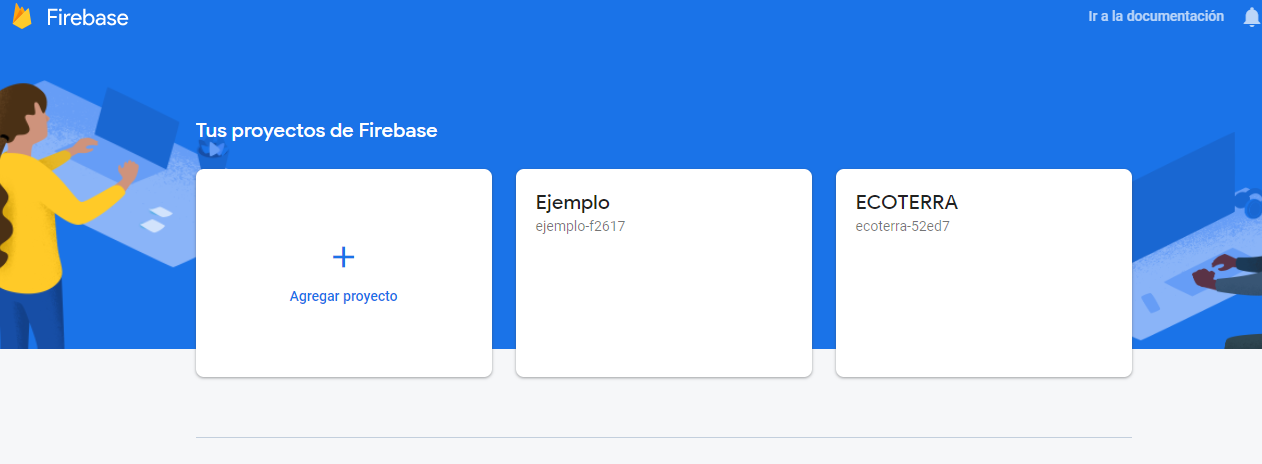 Firebase
Ir a la documentación
Tus proyectos de Firebase
Agregar proyecto
Ejemplo
ejemplo-f2617
ECOTERRA
ecoterra-52ed7